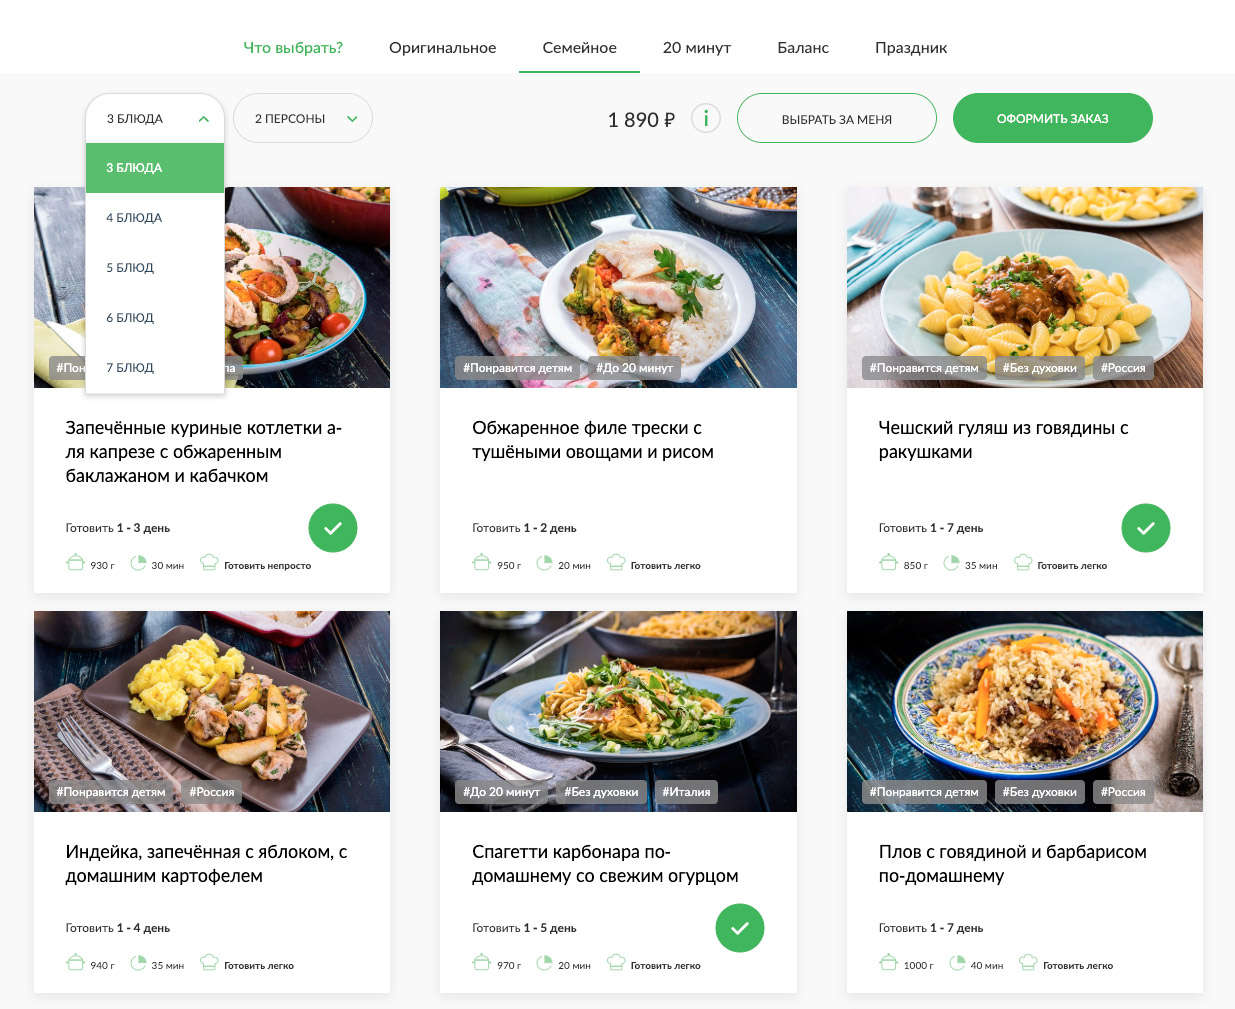 Что выбрать? Оригинальное Семейное 20 минут Баланс Праздник
3 БЛЮДА 2 ПЕРСОНЫ 1 890 ₽ i ВЫБРАТЬ ЗА МЕНЯ ОФОРМИТЬ ЗАКАЗ
3 БЛЮДА
4 БЛЮДА
5 БЛЮД
6 БЛЮД
7 БЛЮД
#Понравится детям #До 20 минут
#Понравится детям #Без духовки #Россия
Запечённые куриные котлетки а-
ля капрезе с обжаренным
баклажаном и кабачком
Готовить 1 - 3 день
930 г 30 мин Готовить непросто
Обжаренное филе трески с
тушёными овощами и рисом
Готовить 1 - 2 день
950 г 20 мин Готовить легко
Чешский гуляш из говядины с
ракушками
Готовить 1 - 7 день
850 г 35 мин Готовить легко
#Понравится детям #Россия
Индейка, запечённая с яблоком, с
домашним картофелем
Готовить 1 - 4 день
940 г 35 мин Готовить легко
#До 20 минут #Без духовки #Италия
Спагетти карбонара по-
домашнему со свежим огурцом
Готовить 1 - 5 день
970 г 20 мин Готовить легко
#Понравится детям #Без духовки #Россия
Плов с говядиной и барбарисом
по-домашнему
Готовить 1 - 7 день
1000 г 40 мин Готовить легко